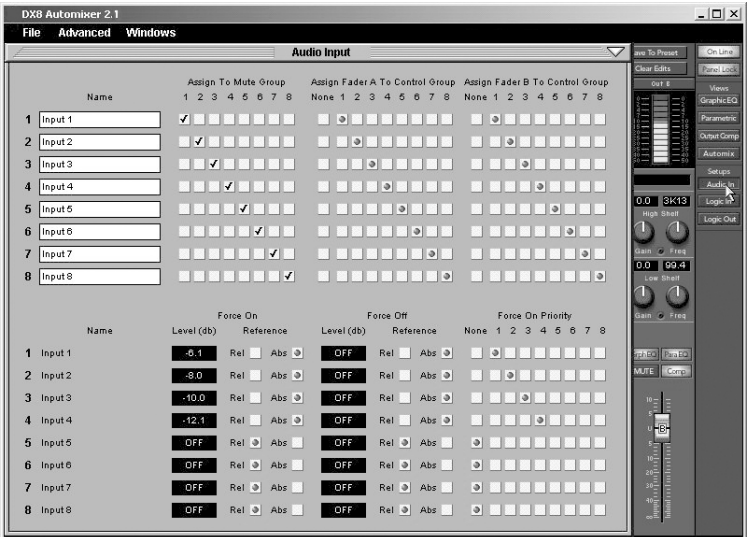 DX8 Automixer 2.1
File Advanced Windows
Audio Input
Assign To Mute Group Assign Fader A To Control Group Assign Fader B To Control Group
Name 1 2 3 4 5 6 7 8 None 1 2 3 4 5 6 7 8 None 1 2 3 4 5 6 7 8
1 Input 1
2 Input 2
3 Input 3
4 Input 4
5 Input 5
6 Input 6
7 Input 7
8 Input 8
Force On Force Off Force On Priority
Name Level (db) Reference Level (db) Reference None 1 2 3 4 5 6 7 8
1 Input 1 -6.1 Rel Abs OFF Rel Abs
2 Input 2 -8.0 Rel Abs OFF Rel Abs
3 Input 3 -10.0 Rel Abs OFF Rel Abs
4 Input 4 -12.1 Rel Abs OFF Rel Abs
5 Input 5 OFF Rel Abs OFF Rel Abs
6 Input 6 OFF Rel Abs OFF Rel Abs
7 Input 7 OFF Rel Abs OFF Rel Abs
8 Input 8 OFF Rel Abs OFF Rel Abs
ave To Preset
Clear Edits
Out B
0.0 3K13
High Shelf
Gain Freq
0.0 99.4
Low Shelf
Gain Freq
rphEQ ParaEQ
MUTE Comp
B
On Line
Panel Lock
Views
GraphicEQ
Parametric
Output Comp
Automix
Setups
Audio In
Logic In
Logic Out